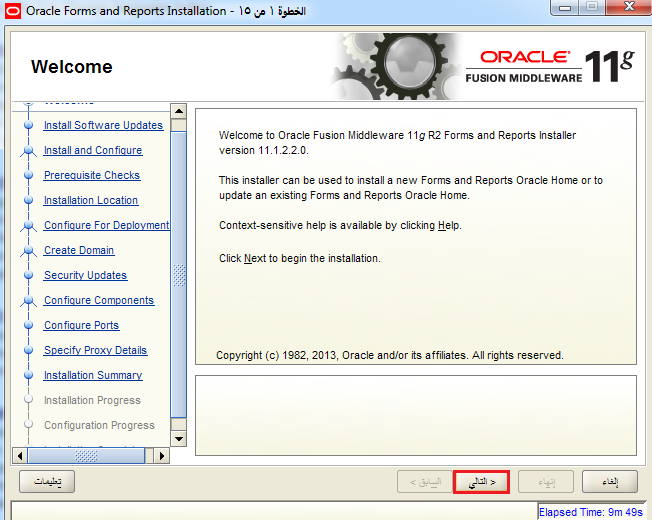 Oracle Forms and Reports Installation - الخطوة ١ من ١٥
Welcome
ORACLE
FUSION MIDDLEWARE 11g
Welcome
Install Software Updates
Install and Configure
Prerequisite Checks
Installation Location
Configure For Deployment
Create Domain
Security Updates
Configure Components
Configure Ports
Specify Proxy Details
Installation Summary
Installation Progress
Configuration Progress
Welcome to Oracle Fusion Middleware 11g R2 Forms and Reports Installer
version 11.1.2.2.0.
This installer can be used to install a new Forms and Reports Oracle Home or to
update an existing Forms and Reports Oracle Home.
Context-sensitive help is available by clicking Help.
Click Next to begin the installation.
Copyright (c) 1982, 2013, Oracle and/or its affiliates. All rights reserved.
تعليمات
< السابق
التالي >
إنهاء
إلغاء
Elapsed Time: 9m 49s